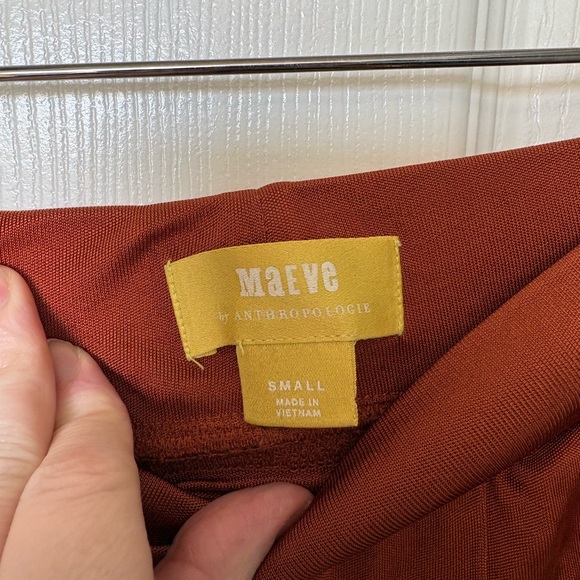 MaEVe
by ANTHROPOLOGIE
SMALL
MADE IN
VIETNAM